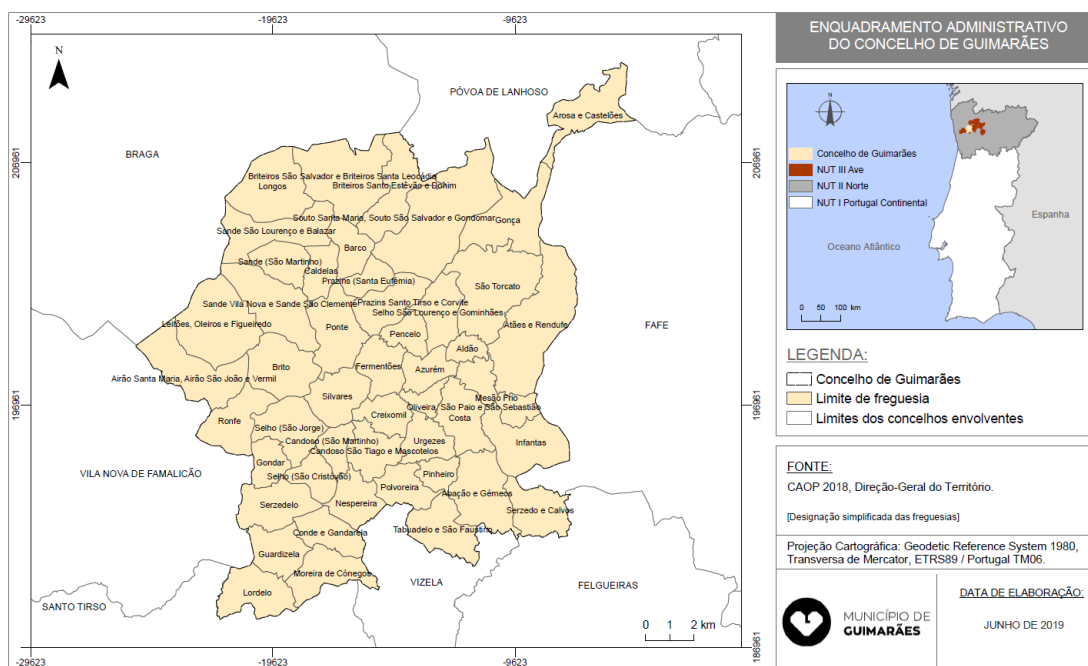 -29623
-19623
-9623
N
PÓVOA DE LANHOSO
Arosa e Castelões
BRAGA
206961
206961
Briteiros São Salvador e Briteiros Santa Leocádia
Longos
Briteiros Santo Estêvão e Donim
Souto Santa Maria, Souto São Salvador e Gondomar
Gonça
Sande São Lourenço e Balazar
Barco
Sande (São Martinho)
Caldelas
Prazins (Santa Eufémia)
São Torcato
Sande Vila Nova e Sande São Clemente
Prazins Santo Tirso e Corvite
Selho São Lourenço e Gominhães
Leitões, Oleiros e Figueiredo
Ponte
Atães e Rendufe
FAFE
Pencelo
Aldão
Brito
Fermentões
Azurém
Airão Santa Maria, Airão São João e Vermil
Silvares
Mesão Frio
Oliveira, São Paio e São Sebastião
196961
196961
Creixomil
Costa
Ronfe
Selho (São Jorge)
Candoso (São Martinho)
Urgezes
Infantas
Candoso São Tiago e Mascotelos
Gondar
VILA NOVA DE FAMALICÃO
Selho (São Cristóvão)
Pinheiro
Polvoreira
Abação e Gémeos
Serzedelo
Nespereira
Serzedo e Calvos
Tabuadelo e São Faustino
Conde e Gandarela
Guardizela
Moreira de Cónegos
VIZELA
FELGUEIRAS
Lordelo
SANTO TIRSO
0 1 2 km
186961
-29623
-19623
-9623
ENQUADRAMENTO ADMINISTRATIVO
DO CONCELHO DE GUIMARÃES
N
Concelho de Guimarães
NUT III Ave
NUT II Norte
NUT I Portugal Continental
Espanha
Oceano Atlântico
0 50 100 km
LEGENDA:
Concelho de Guimarães
Limite de freguesia
Limites dos concelhos envolventes
FONTE:
CAOP 2018, Direção-Geral do Território.
[Designação simplificada das freguesias]
Projeção Cartográfica: Geodetic Reference System 1980,
Transversa de Mercator, ETRS89 / Portugal TM06.
MUNICÍPIO DE
GUIMARÃES
DATA DE ELABORAÇÃO:
JUNHO DE 2019